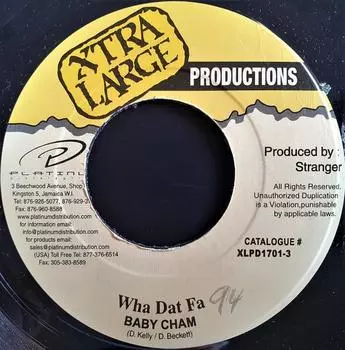 XTRA
LARGE
PRODUCTIONS
PLATINUM
3 Beechwood Avenue, Shop
Kingston 5, Jamaica W.I.
Tel: 876-926-5077, 876-929-3
Fax: 876-960-8588
www.platinumdistribution.com
for information email:
info@platinumdistribution.com
for information email:
sales@platinumdistribution.com
(USA) Toll Free Tel: 877-376-6514
Fax: 305-383-8589
Produced by :
Stranger
All Rights Reserved.
Unauthorized Duplication
is a Violation,punishable
by applicable laws.
CATALOGUE #
XLPD1701-3
Wha Dat Fa 94
BABY CHAM
(D. Kelly / D. Beckett)